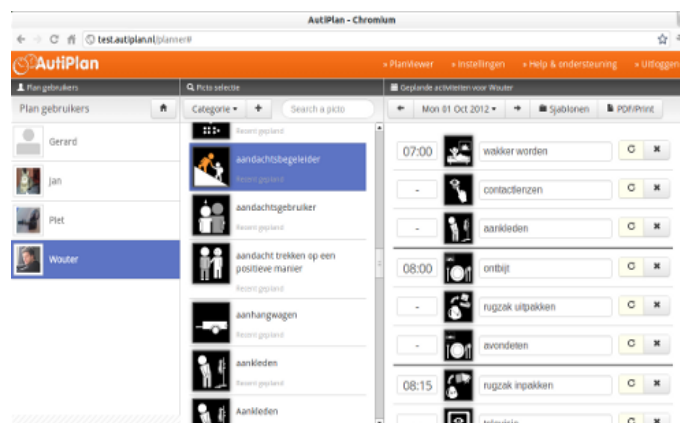 AutiPlan - Chromium
test.autiplan.nl/planner#
AutiPlan
» PlanViewer » Instellingen » Help & ondersteuning » Uitloggen
Plan gebruikers
Plan gebruikers
Gerard
Jan
Piet
Wouter
Picto selectie
Categorie + Search a picto
Recent gepland
aandachtsbegeleider
Recent gepland
aandachtsgebruiker
Recent gepland
aandacht trekken op een
positieve manier
Recent gepland
aanhangwagen
Recent gepland
aankleden
Recent gepland
Aankleden
Geplande activiteiten voor Wouter
Mon 01 Oct 2012 Sjablonen PDF/Print
07:00 wakker worden
- contactlenzen
- aankleden
08:00 ontbijt
- rugzak uitpakken
- avondeten
08:15 rugzak inpakken
televisie